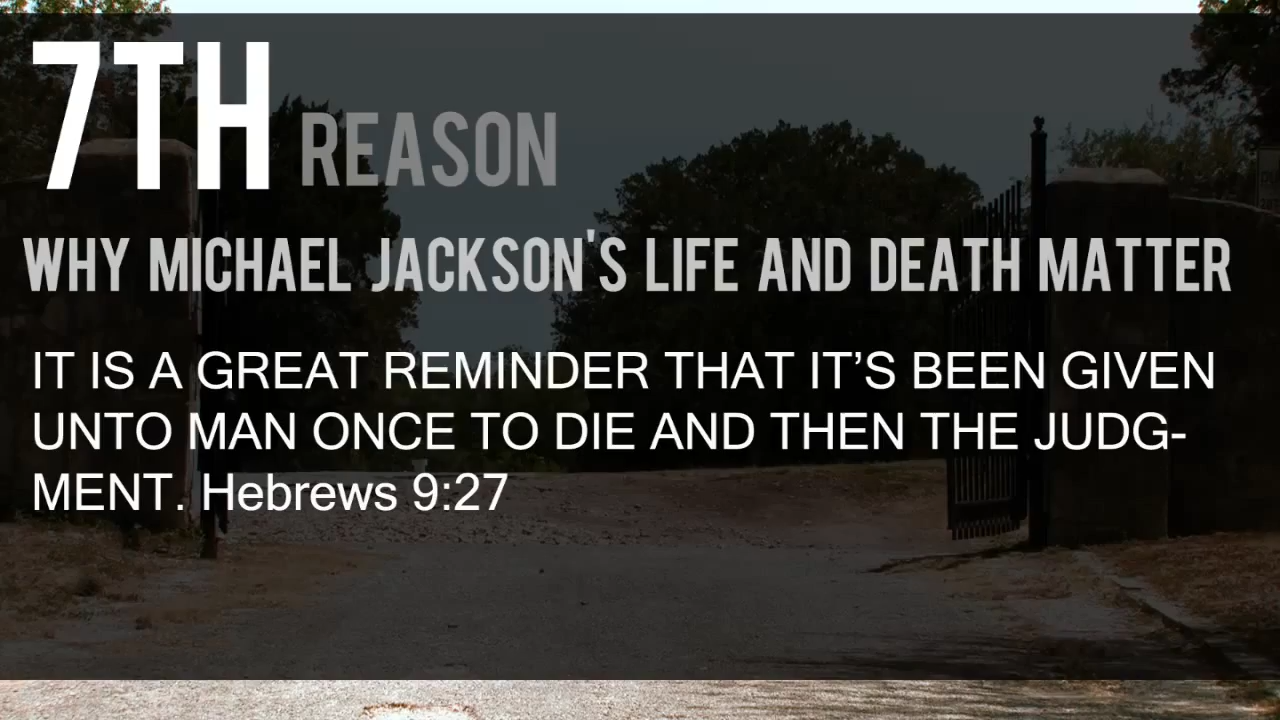 7TH REASON
WHY MICHAEL JACKSON'S LIFE AND DEATH MATTER
IT IS A GREAT REMINDER THAT IT’S BEEN GIVEN
UNTO MAN ONCE TO DIE AND THEN THE JUDG-
MENT. Hebrews 9:27